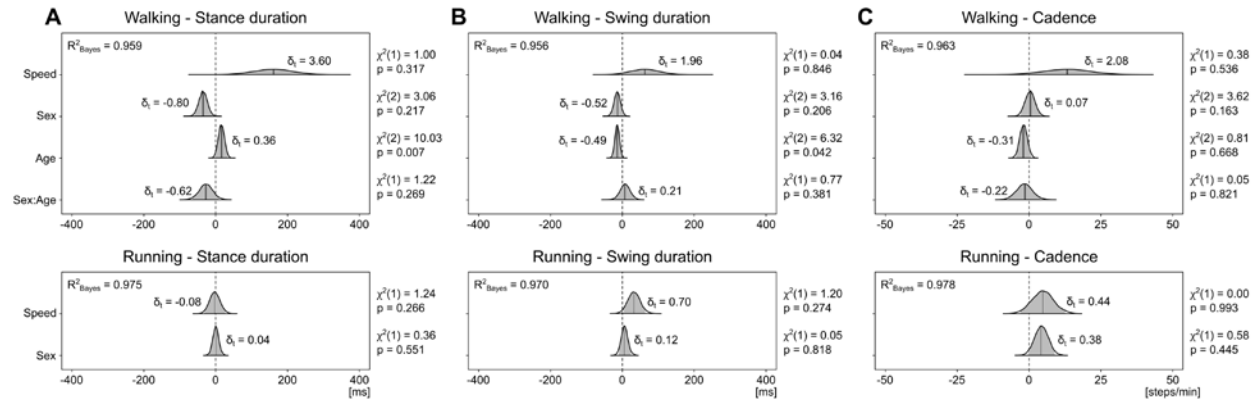 A
Walking - Stance duration
R²Bayes = 0.959
δt = 3.60
χ²(1) = 1.00
p = 0.317
Speed
δt = -0.80
χ²(2) = 3.06
p = 0.217
Sex
δt = 0.36
χ²(2) = 10.03
p = 0.007
Age
δt = -0.62
χ²(1) = 1.22
p = 0.269
Sex:Age
-400 -200 0 200 400
Running - Stance duration
R²Bayes = 0.975
δt = -0.08
χ²(1) = 1.24
p = 0.266
Speed
δt = 0.04
χ²(1) = 0.36
p = 0.551
Sex
-400 -200 0 200 400
[ms]
B
Walking - Swing duration
R²Bayes = 0.956
δt = 1.96
χ²(1) = 0.04
p = 0.846
δt = -0.52
χ²(2) = 3.16
p = 0.206
δt = -0.49
χ²(2) = 6.32
p = 0.042
δt = 0.21
χ²(1) = 0.77
p = 0.381
-400 -200 0 200 400
Running - Swing duration
R²Bayes = 0.970
δt = 0.70
χ²(1) = 1.20
p = 0.274
δt = 0.12
χ²(1) = 0.05
p = 0.818
-400 -200 0 200 400
[ms]
C
Walking - Cadence
R²Bayes = 0.963
δt = 2.08
χ²(1) = 0.38
p = 0.536
δt = 0.07
χ²(2) = 3.62
p = 0.163
δt = -0.31
χ²(2) = 0.81
p = 0.668
δt = -0.22
χ²(1) = 0.05
p = 0.821
-50 -25 0 25 50
Running - Cadence
R²Bayes = 0.978
δt = 0.44
χ²(1) = 0.00
p = 0.993
δt = 0.38
χ²(1) = 0.58
p = 0.445
-50 -25 0 25 50
[steps/min]